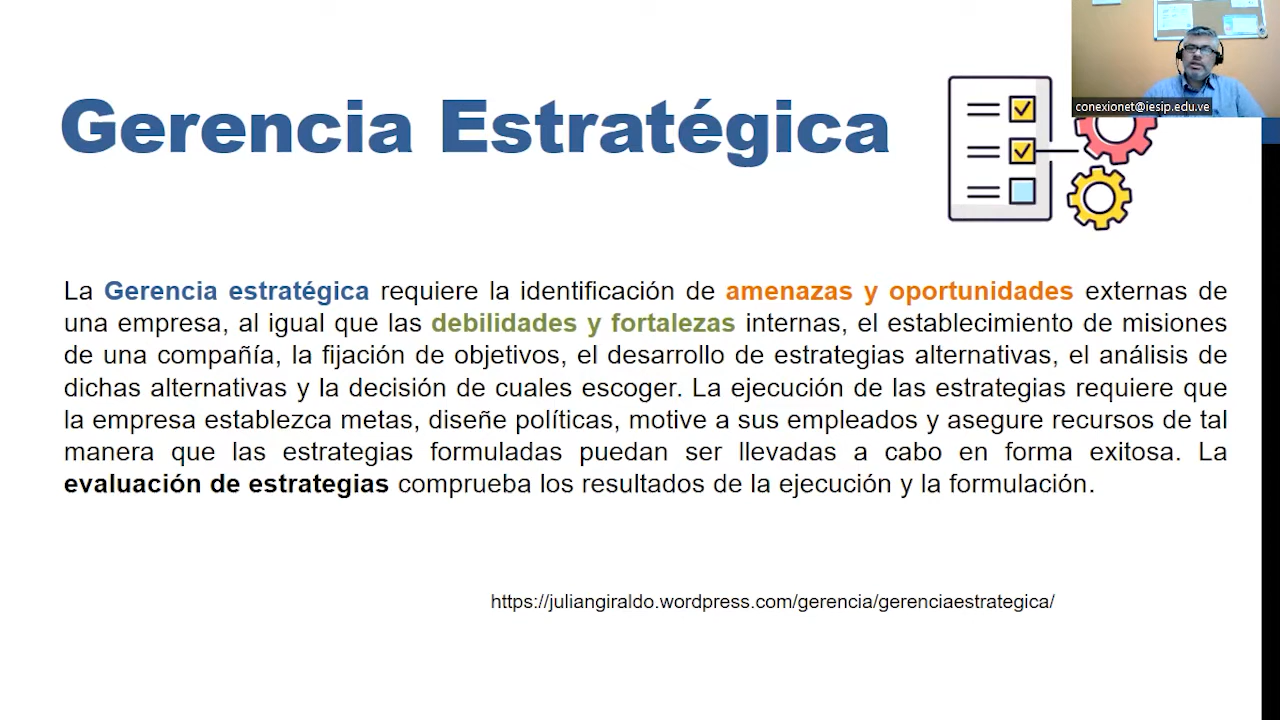 conexionet@iesip.edu.ve
Gerencia Estratégica
La Gerencia estratégica requiere la identificación de amenazas y oportunidades externas de
una empresa, al igual que las debilidades y fortalezas internas, el establecimiento de misiones
de una compañía, la fijación de objetivos, el desarrollo de estrategias alternativas, el análisis de
dichas alternativas y la decisión de cuales escoger. La ejecución de las estrategias requiere que
la empresa establezca metas, diseñe políticas, motive a sus empleados y asegure recursos de tal
manera que las estrategias formuladas puedan ser llevadas a cabo en forma exitosa. La
evaluación de estrategias comprueba los resultados de la ejecución y la formulación.
https://juliangiraldo.wordpress.com/gerencia/gerenciaestrategica/